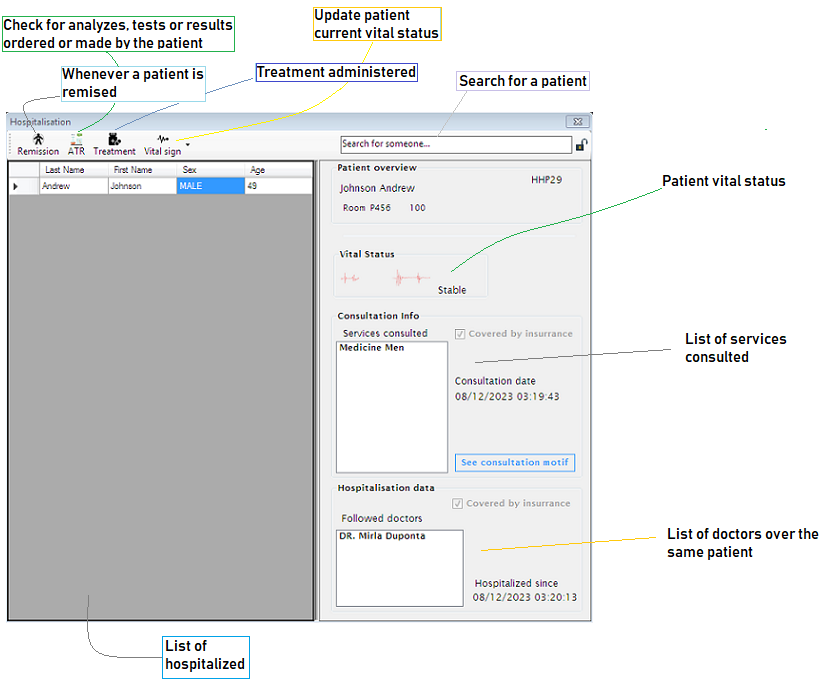 Check for analyzes, tests or results
ordered or made by the patient
Update patient
current vital status
Whenever a patient is
remised
Treatment administered
Search for a patient
Hospitalisation
Remission
ATR
Treatment
Vital sign
Search for someone...
Last Name
First Name
Sex
Age
Andrew
Johnson
MALE
49
Patient overview
HHP29
Johnson Andrew
Room P456 100
Patient vital status
Vital Status
Stable
Consultation Info
Services consulted
Covered by insurrance
Medicine Men
List of services
consulted
Consultation date
08/12/2023 03:19:43
See consultation motif
Hospitalisation data
Covered by insurrance
Followed doctors
DR. Mirla Duponta
List of doctors over the
same patient
Hospitalized since
08/12/2023 03:20:13
List of
hospitalized